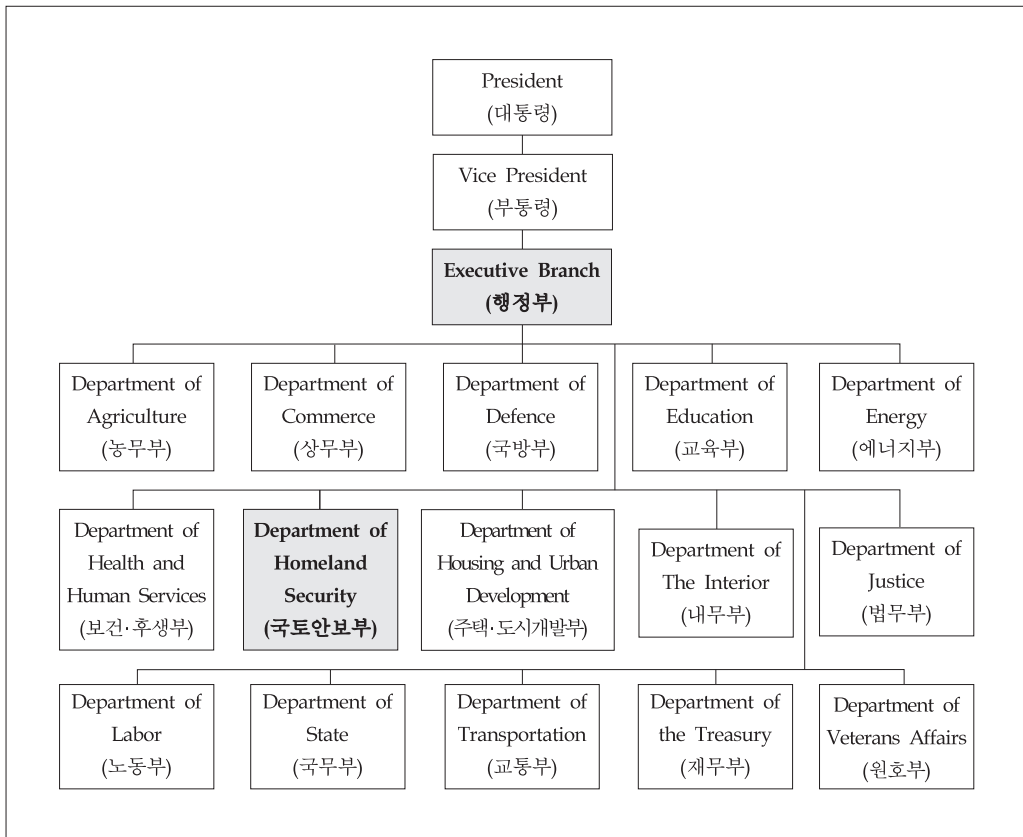 President
(대통령)
Vice President
(부통령)
Executive Branch
(행정부)
Department of
Agriculture
(농무부)
Department of
Commerce
(상무부)
Department of
Defence
(국방부)
Department of
Education
(교육부)
Department of
Energy
(에너지부)
Department of
Health and
Human Services
(보건·후생부)
Department of
Homeland
Security
(국토안보부)
Department of
Housing and Urban
Development
(주택·도시개발부)
Department of
The Interior
(내무부)
Department of
Justice
(법무부)
Department of
Labor
(노동부)
Department of
State
(국무부)
Department of
Transportation
(교통부)
Department of
the Treasury
(재무부)
Department of
Veterans Affairs
(원호부)